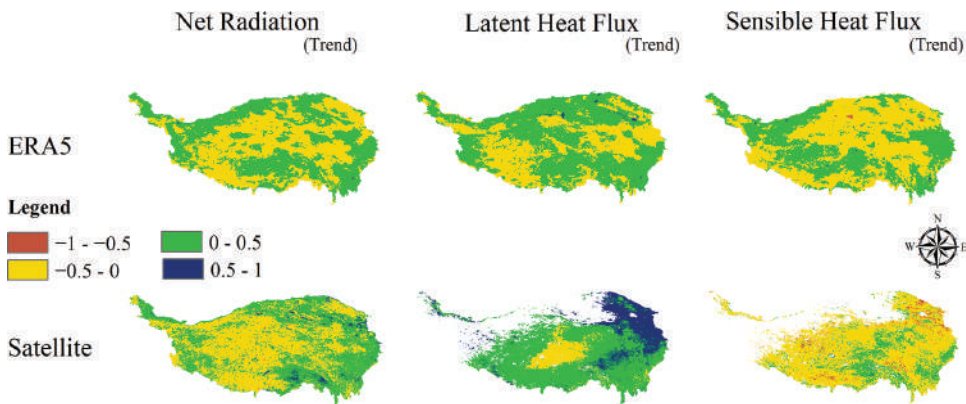 Net Radiation
(Trend)
Latent Heat Flux
(Trend)
Sensible Heat Flux
(Trend)
ERA5
Legend
−1 - −0.5
0 - 0.5
−0.5 - 0
0.5 - 1
N
W
E
S
Satellite